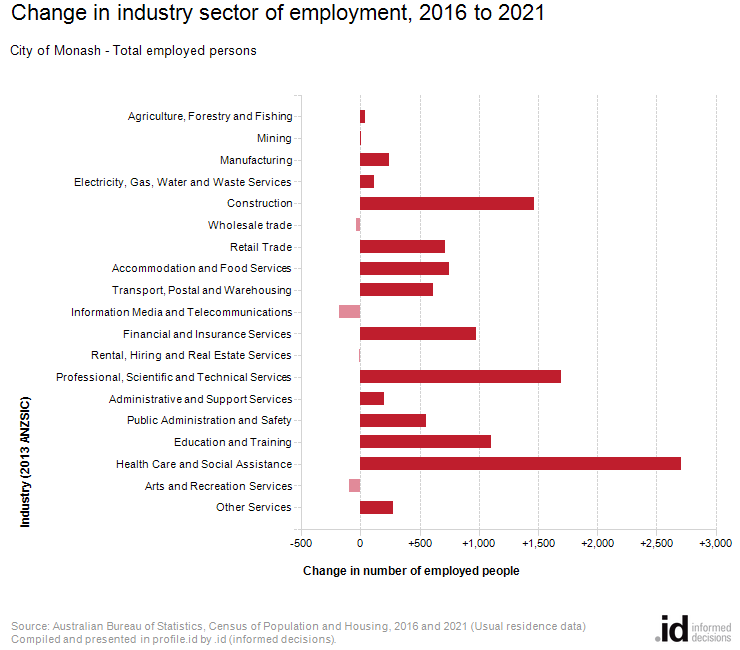 Change in industry sector of employment, 2016 to 2021
City of Monash - Total employed persons
Agriculture, Forestry and Fishing
Mining
Manufacturing
Electricity, Gas, Water and Waste Services
Construction
Wholesale trade
Retail Trade
Accommodation and Food Services
Transport, Postal and Warehousing
Information Media and Telecommunications
Financial and Insurance Services
Rental, Hiring and Real Estate Services
Professional, Scientific and Technical Services
Administrative and Support Services
Public Administration and Safety
Education and Training
Health Care and Social Assistance
Arts and Recreation Services
Other Services
Industry (2013 ANZSIC)
-500 0 +500 +1,000 +1,500 +2,000 +2,500 +3,000
Change in number of employed people
Source: Australian Bureau of Statistics, Census of Population and Housing, 2016 and 2021 (Usual residence data)
Compiled and presented in profile.id by .id (informed decisions).
.id informed
decisions